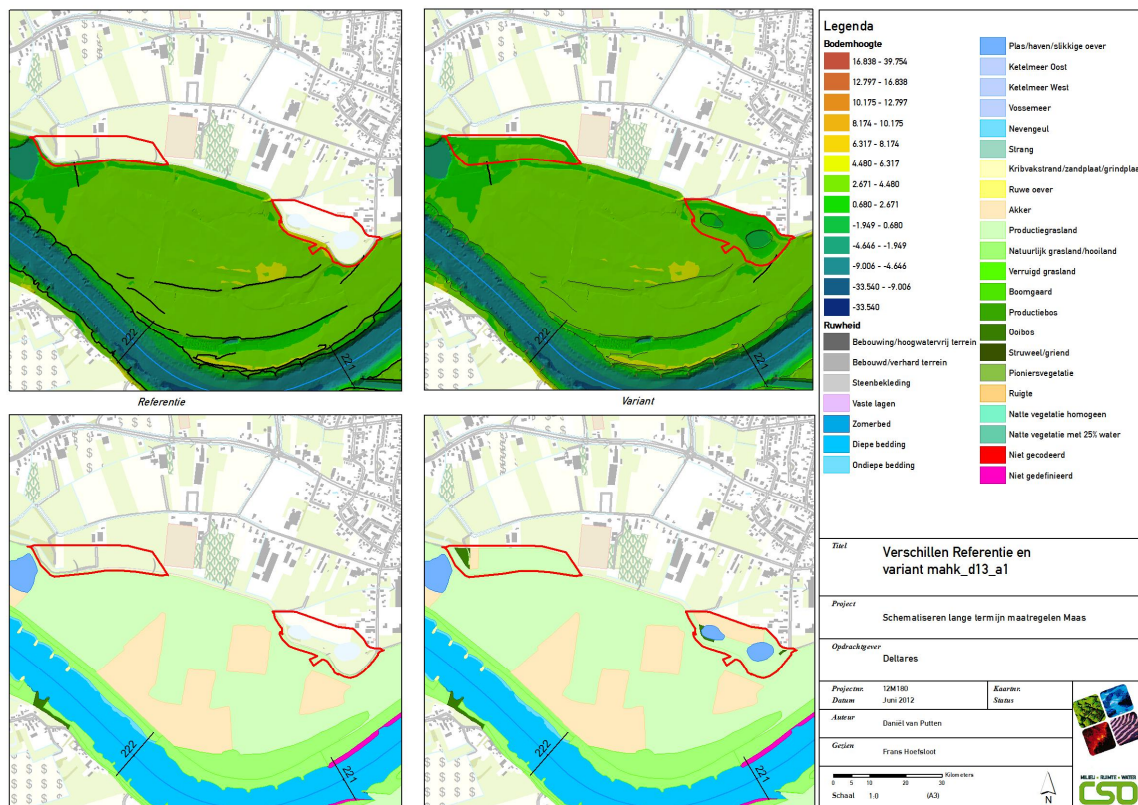 222
221
Referentie
222
221
Variant
222
221
222
221
Legenda
Bodemhoogte
16.838 - 39.754
12.797 - 16.838
10.175 - 12.797
8.174 - 10.175
6.317 - 8.174
4.480 - 6.317
2.671 - 4.480
0.680 - 2.671
-1.949 - 0.680
-4.646 - -1.949
-9.006 - -4.646
-33.540 - -9.006
-33.540
Ruwheid
Bebouwing/hoogwatervrij terrein
Bebouwd/verhard terrein
Steenbekleding
Vaste lagen
Zomerbed
Diepe bedding
Ondiepe bedding
Plas/haven/slikkige oever
Ketelmeer Oost
Ketelmeer West
Vossemeer
Nevengeul
Strang
Kribvakstrand/zandplaat/grindplaa
Ruwe oever
Akker
Productiegrasland
Natuurlijk grasland/hooiland
Verruigd grasland
Boomgaard
Productiebos
Ooibos
Struweel/griend
Pioniersvegetatie
Ruigte
Natte vegetatie homogeen
Natte vegetatie met 25% water
Niet gecodeerd
Niet gedefinieerd
Titel
Verschillen Referentie en
variant mahk_d13_a1
Project
Schematiseren lange termijn maatregelen Maas
Opdrachtgever
Deltares
Projectnr. 12M180 Kaartnr.
Datum Juni 2012 Status
Auteur
Daniël van Putten
Gezien
Frans Hoefsloot
Kilometers
0 5 10 20 30
Schaal 1:0 (A3)
N
MILIEU - RUIMTE - WATER
CSO